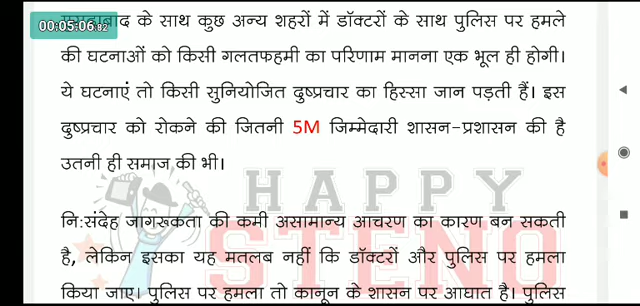 00:05:06.82
के साथ कुछ अन्य शहरों में डॉक्टरों के साथ पुलिस पर हमले
की घटनाओं को किसी गलतफहमी का परिणाम मानना एक भूल ही होगी।
ये घटनाएं तो किसी सुनियोजित दुष्प्रचार का हिस्सा जान पड़ती हैं। इस
दुष्प्रचार को रोकने की जितनी 5M जिम्मेदारी शासन-प्रशासन की है
उतनी ही समाज की भी।
HAPPY
STENO
नि:संदेह जागरूकता की कमी असामान्य आचरण का कारण बन सकती
है, लेकिन इसका यह मतलब नहीं कि डॉक्टरों और पुलिस पर हमला
किया जाए। पुलिस पर हमला तो कानून के शासन पर आघात है। पुलिस